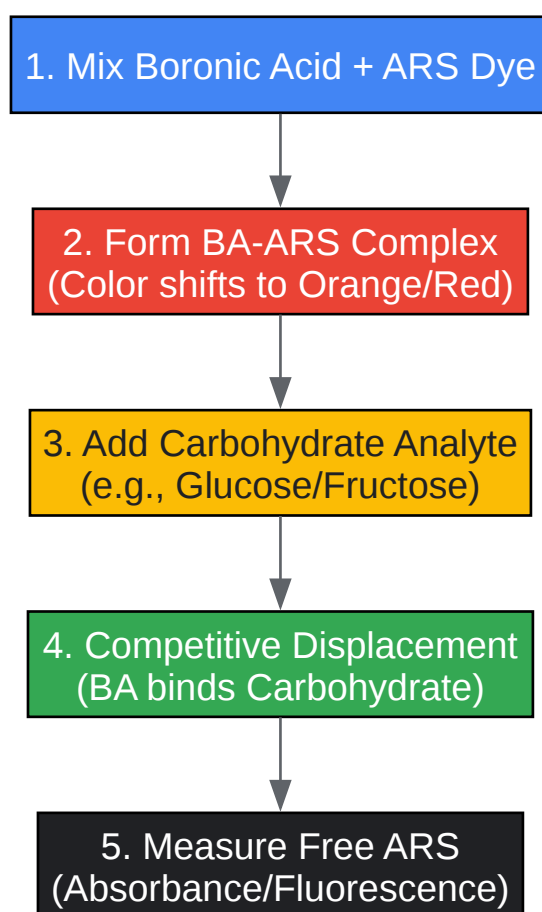 1. Mix Boronic Acid + ARS Dye
2. Form BA-ARS Complex
(Color shifts to Orange/Red)
3. Add Carbohydrate Analyte
(e.g., Glucose/Fructose)
4. Competitive Displacement
(BA binds Carbohydrate)
5. Measure Free ARS
(Absorbance/Fluorescence)